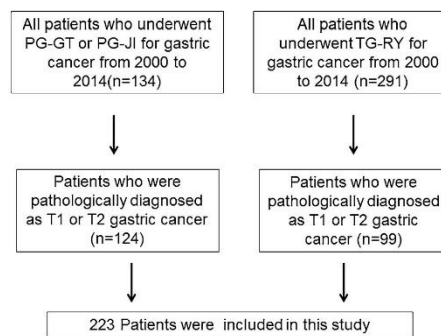 All patients who underwent
PG-GT or PG-JI for gastric
cancer from 2000 to
2014(n=134)
All patients who
underwent TG-RY for
gastric cancer from 2000
to 2014 (n=291)
Patients who were
pathologically diagnosed
as T1 or T2 gastric cancer
(n=124)
Patients who were
pathologically diagnosed
as T1 or T2 gastric
cancer (n=99)
223 Patients were included in this study